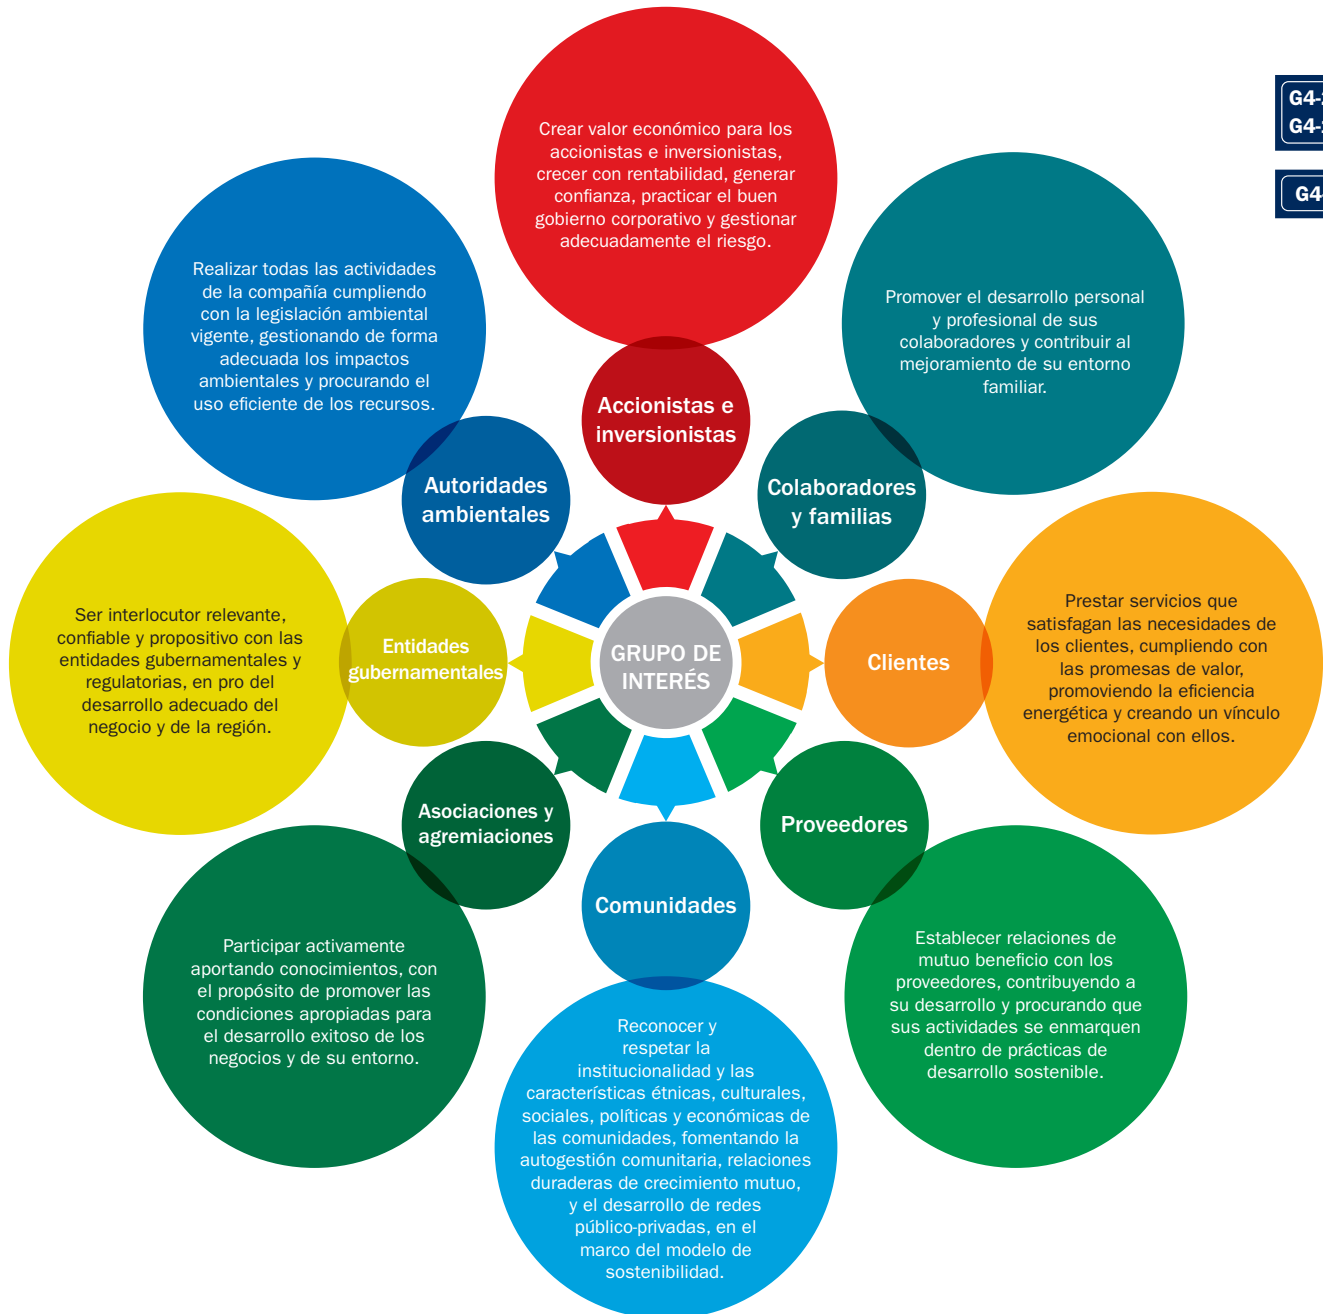 Crear valor económico para los
accionistas e inversionistas,
crecer con rentabilidad, generar
confianza, practicar el buen
gobierno corporativo y gestionar
adecuadamente el riesgo.
Accionistas e
inversionistas
Promover el desarrollo personal
y profesional de sus
colaboradores y contribuir al
mejoramiento de su entorno
familiar.
Colaboradores
y familias
Prestar servicios que
satisfagan las necesidades de
los clientes, cumpliendo con
las promesas de valor,
promoviendo la eficiencia
energética y creando un vínculo
emocional con ellos.
Clientes
Establecer relaciones de
mutuo beneficio con los
proveedores, contribuyendo a
su desarrollo y procurando que
sus actividades se enmarquen
dentro de prácticas de
desarrollo sostenible.
Proveedores
Comunidades
Reconocer y
respetar la
institucionalidad y las
características étnicas, culturales,
sociales, políticas y económicas de
las comunidades, fomentando la
autogestión comunitaria, relaciones
duraderas de crecimiento mutuo,
y el desarrollo de redes
público-privadas, en el
marco del modelo de
sostenibilidad.
Asociaciones y
agremiaciones
Participar activamente
aportando conocimientos, con
el propósito de promover las
condiciones apropiadas para
el desarrollo exitoso de los
negocios y de su entorno.
Entidades
gubernamentales
Ser interlocutor relevante,
confiable y propositivo con las
entidades gubernamentales y
regulatorias, en pro del
desarrollo adecuado del
negocio y de la región.
Autoridades
ambientales
Realizar todas las actividades
de la compañía cumpliendo
con la legislación ambiental
vigente, gestionando de forma
adecuada los impactos
ambientales y procurando el
uso eficiente de los recursos.
GRUPO DE
INTERÉS
G4-
G4-
G4-